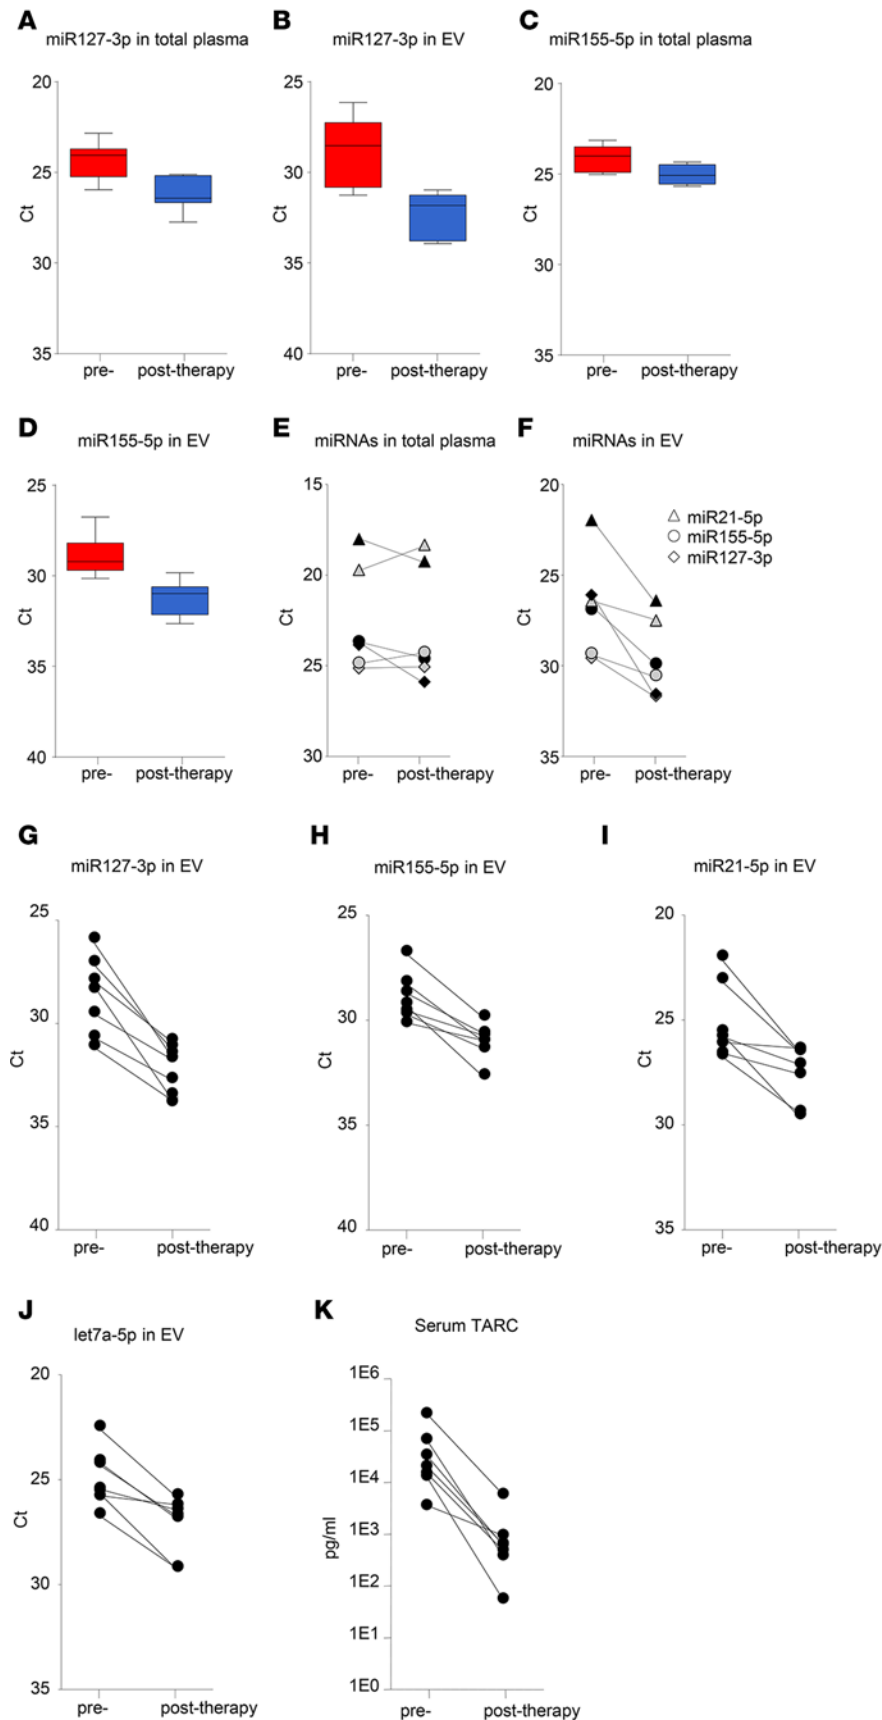 A B C
miR127-3p in total plasma miR127-3p in EV miR155-5p in total plasma
20 25 20
25 30 25
Ct Ct Ct
30 35 30
35 40 35
pre- post-therapy pre- post-therapy pre- post-therapy
D E F
miR155-5p in EV miRNAs in total plasma miRNAs in EV
25 15 20
miR21-5p
miR155-5p
miR127-3p
30 20 25
Ct Ct Ct
35 25 30
40 30 35
pre- post-therapy pre- post-therapy pre- post-therapy
G H I
miR127-3p in EV miR155-5p in EV miR21-5p in EV
25 25 20
30 30 25
Ct Ct Ct
35 35 30
40 40 35
pre- post-therapy pre- post-therapy pre- post-therapy
J K
let7a-5p in EV Serum TARC
20 1E6
1E5
25 1E4
Ct pg/ml
1E3
30 1E2
1E1
35 1E0
pre- post-therapy pre- post-therapy